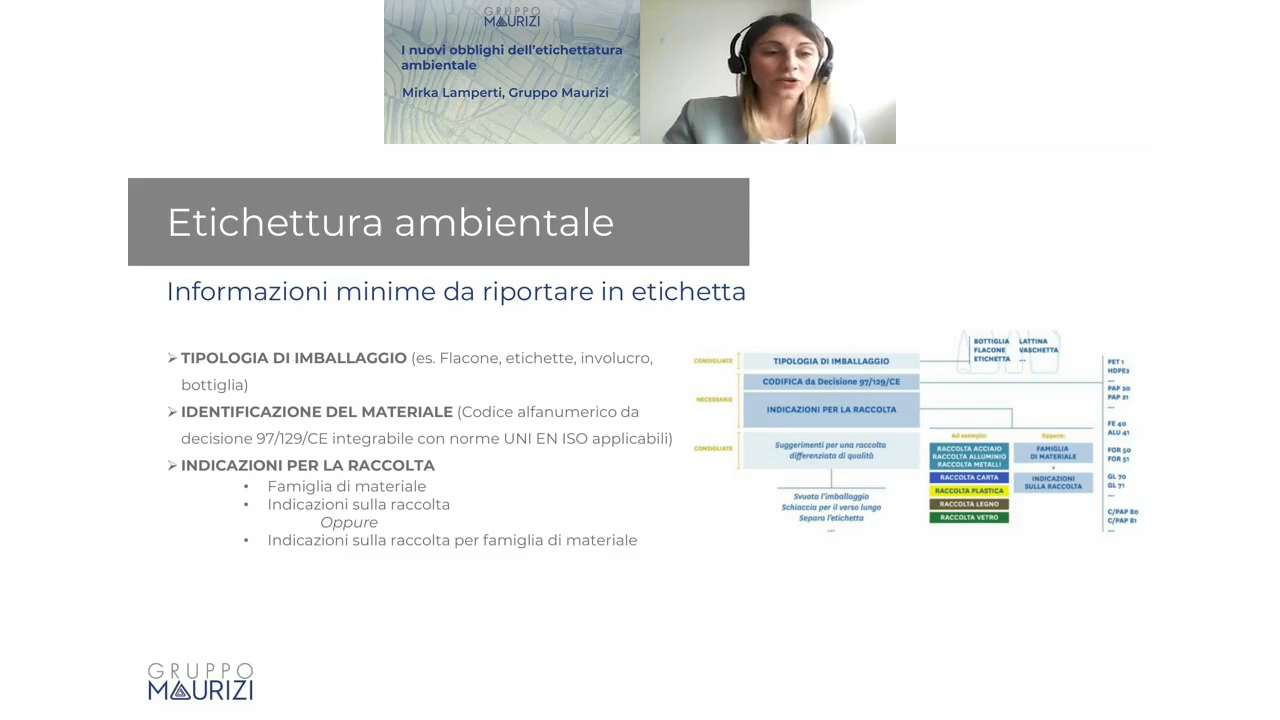 GRUPPO
MAURIZI
I nuovi obblighi dell'etichettatura
ambientale
Mirka Lamperti, Gruppo Maurizi
Etichettura ambientale
Informazioni minime da riportare in etichetta
TIPOLOGIA DI IMBALLAGGIO (es. Flacone, etichette, involucro,
bottiglia)
IDENTIFICAZIONE DEL MATERIALE (Codice alfanumerico da
decisione 97/129/CE integrabile con norme UNI EN ISO applicabili)
INDICAZIONI PER LA RACCOLTA
• Famiglia di materiale
• Indicazioni sulla raccolta
Oppure
• Indicazioni sulla raccolta per famiglia di materiale
CONSIGLIATE
TIPOLOGIA DI IMBALLAGGIO
BOTTIGLIA LATTINA
FLACONE VASCHETTA
ETICHETTA ...
NECESSARIE
CODIFICA da Decisione 97/129/CE
INDICAZIONI PER LA RACCOLTA
CONSIGLIATE
Suggerimenti per una raccolta
differenziata di qualità
Svuota l'imballaggio
Schiaccia per il verso lungo
Separa l'etichetta
...
Ad esempio:
RACCOLTA ACCIAIO
RACCOLTA ALLUMINIO
RACCOLTA METALLI
RACCOLTA CARTA
RACCOLTA PLASTICA
RACCOLTA LEGNO
RACCOLTA VETRO
Oppure:
FAMIGLIA
DI MATERIALE
+
INDICAZIONI
SULLA RACCOLTA
PET 1
HDPE2
...
PAP 20
PAP 21
...
FE 40
ALU 41
FOR 50
FOR 51
GL 70
GL 71
...
C/PAP 80
C/PAP 81
...
GRUPPO
MAURIZI